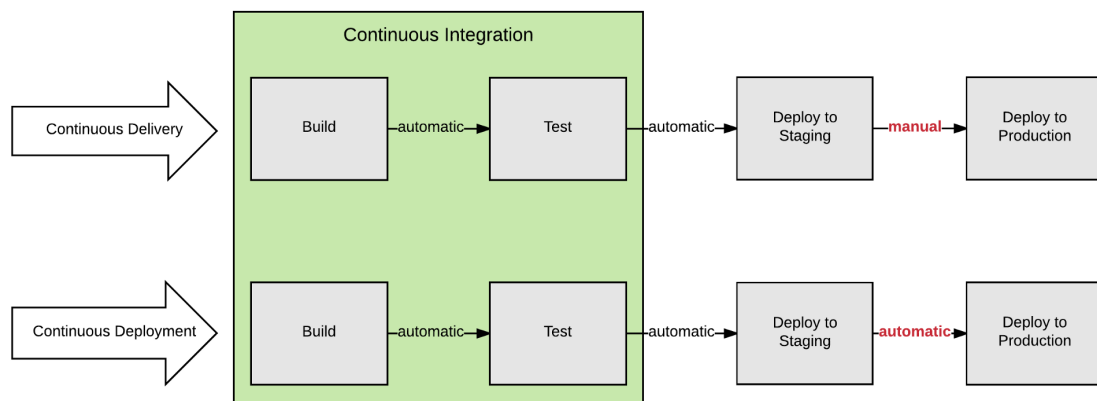 Continuous Integration
Continuous Delivery
Build
automatic
Test
automatic
Deploy to
Staging
manual
Deploy to
Production
Continuous Deployment
Build
automatic
Test
automatic
Deploy to
Staging
automatic
Deploy to
Production